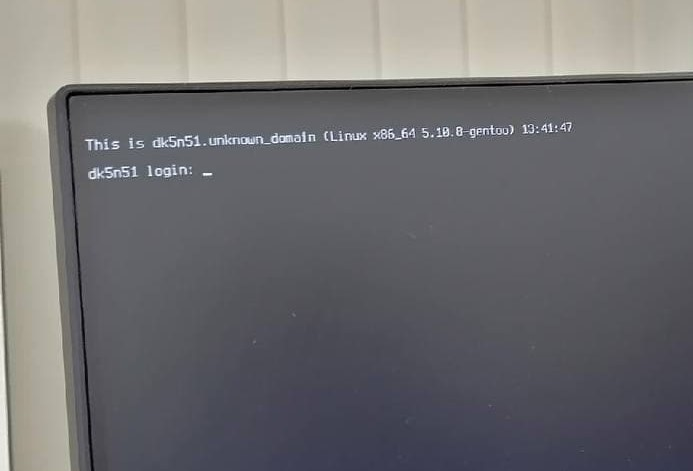 This is dk5n51.unknown_domain (Linux x86_64 5.10.0-gentoo) 13:41:47
dk5n51 login: _